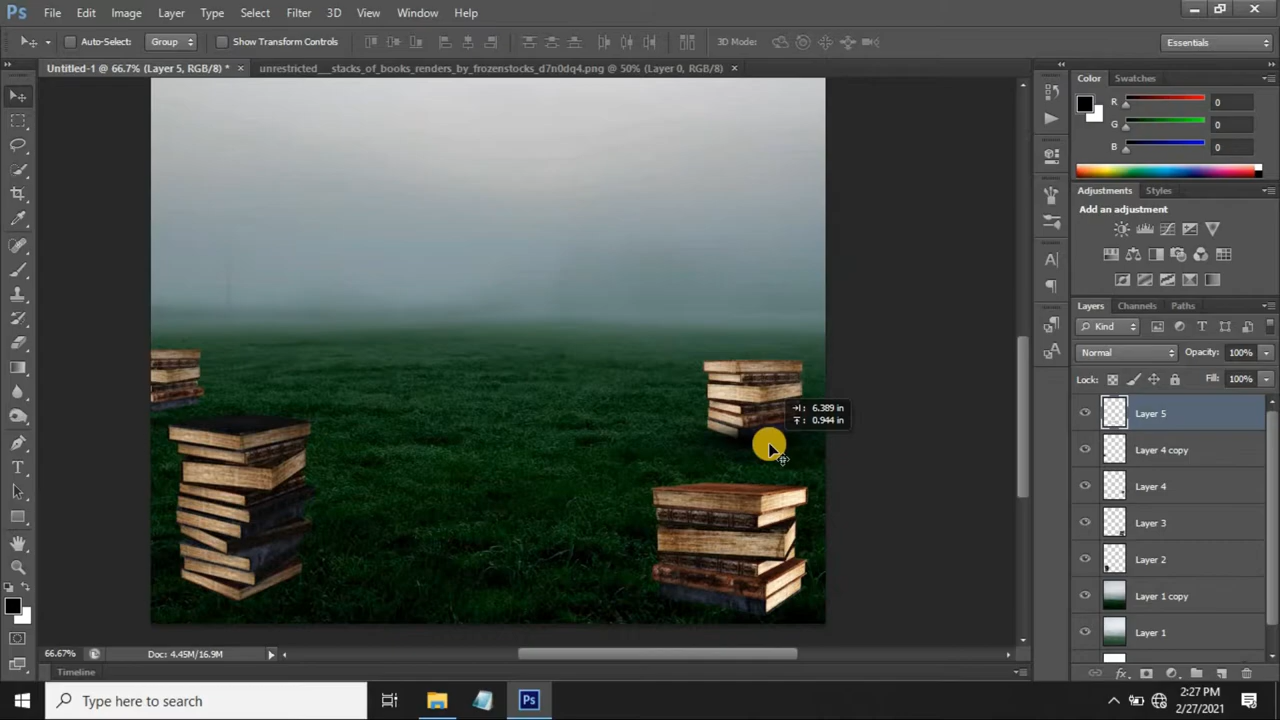 Ps File Edit Image Layer Type Select Filter 3D View Window Help
Auto-Select: Group Show Transform Controls 3D Mode: Essentials
Untitled-1 @ 66.7% (Layer 5, RGB/8) * × unrestricted__stacks_of_books_renders_by_frozenstocks_d7n0dq4.png @ 50% (Layer 0, RGB/8) ×
Color Swatches
R 0
G 0
B 0
Adjustments Styles
Add an adjustment
Layers Channels Paths
Kind
Normal Opacity: 100%
Lock: Fill: 100%
6.389 in
0.944 in
Layer 5
Layer 4 copy
Layer 4
Layer 3
Layer 2
Layer 1 copy
Layer 1
66.67% Doc: 4.45M/16.9M
Timeline
Type here to search
Ps
2:27 PM
2/27/2021